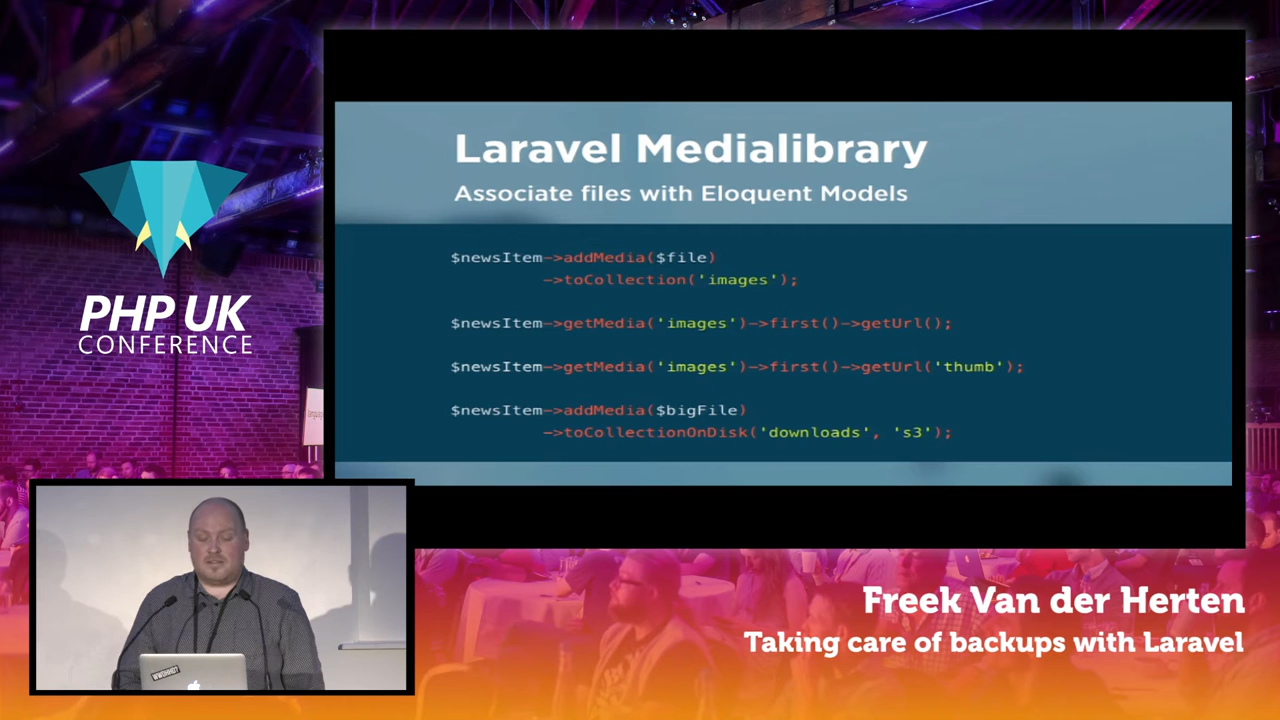 PHP UK
CONFERENCE
Laravel Medialibrary
Associate files with Eloquent Models
$newsItem->addMedia($file)
->toCollection('images');
$newsItem->getMedia('images')->first()->getUrl();
$newsItem->getMedia('images')->first()->getUrl('thumb');
$newsItem->addMedia($bigFile)
->toCollectionOnDisk('downloads', 's3');
Freek Van der Herten
Taking care of backups with Laravel